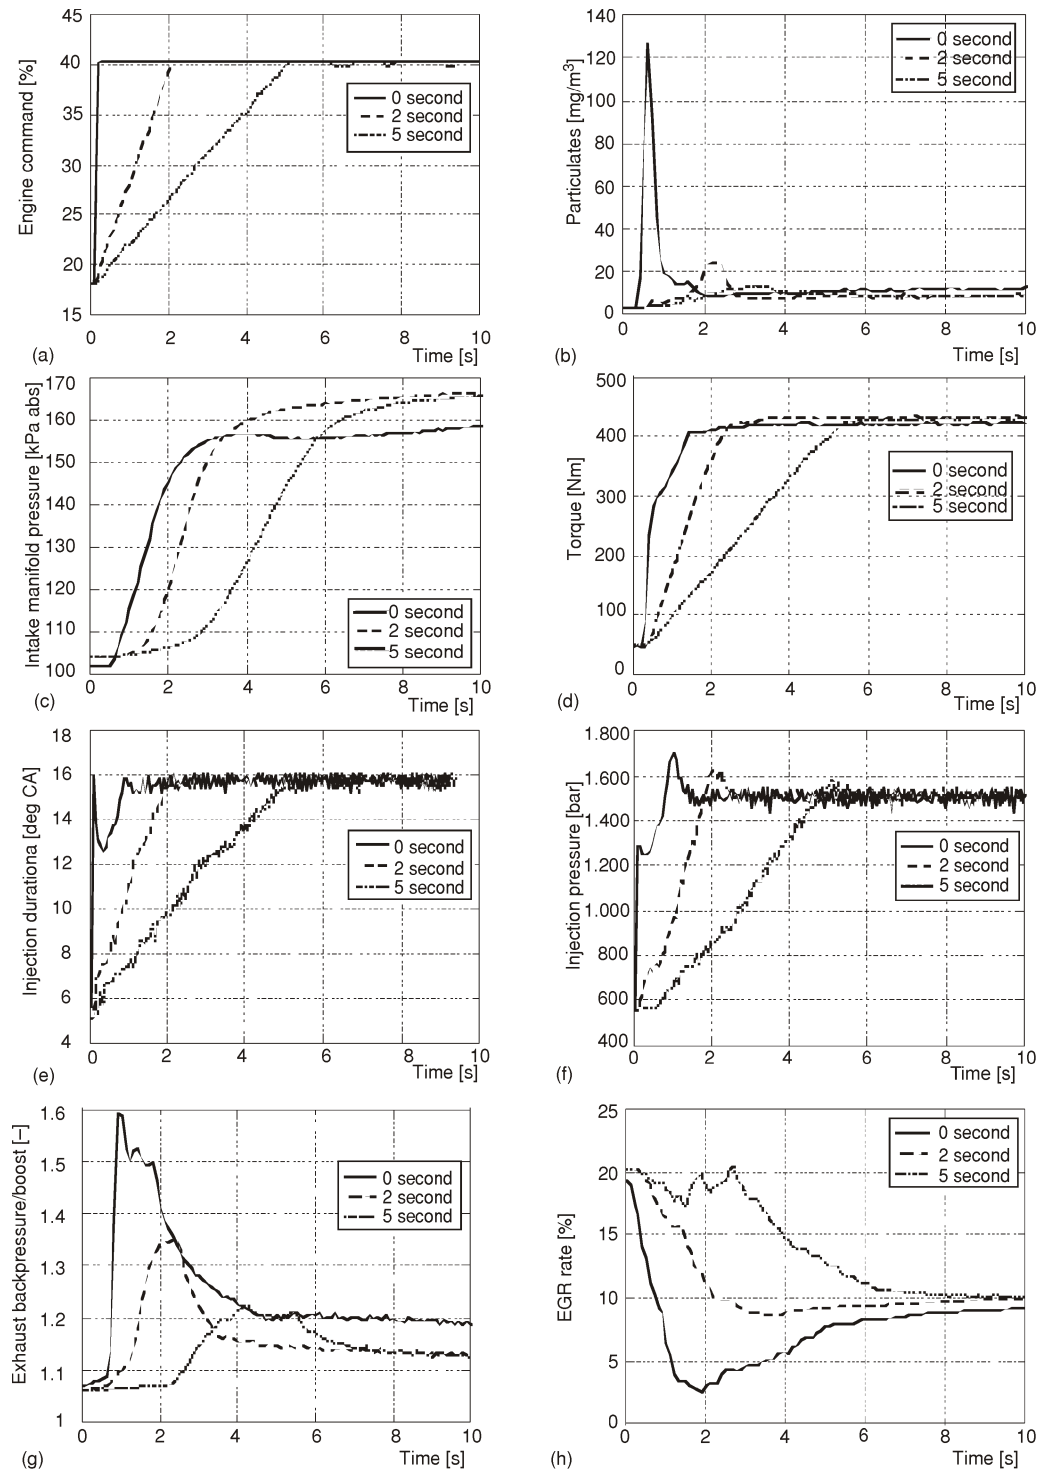 Engine command [%]
45
40
35
30
25
20
15
0 second
2 second
5 second
0 2 4 6 8 10
Time [s]
(a)
Particulates [mg/m3]
120
100
80
60
40
20
0
0 second
2 second
5 second
0 2 4 6 8 10
Time [s]
(b)
Intake manifold pressure [kPa abs]
170
160
150
140
130
120
110
100
0 second
2 second
5 second
0 2 4 6 8 10
Time [s]
(c)
Torque [Nm]
500
400
300
200
100
0
0 second
2 second
5 second
0 2 4 6 8 10
Time [s]
(d)
Injection durationa [deg CA]
18
16
14
12
10
8
6
4
0 second
2 second
5 second
0 2 4 6 8 10
Time [s]
(e)
Injection pressure [bar]
1.800
1.600
1.400
1.200
1.000
800
600
400
0 second
2 second
5 second
0 2 4 6 8 10
Time [s]
(f)
Exhaust backpressure/boost [–]
1.6
1.5
1.4
1.3
1.2
1.1
1
0 second
2 second
5 second
0 2 4 6 8 10
Time [s]
(g)
EGR rate [%]
25
20
15
10
5
0
0 second
2 second
5 second
0 2 4 6 8 10
Time [s]
(h)